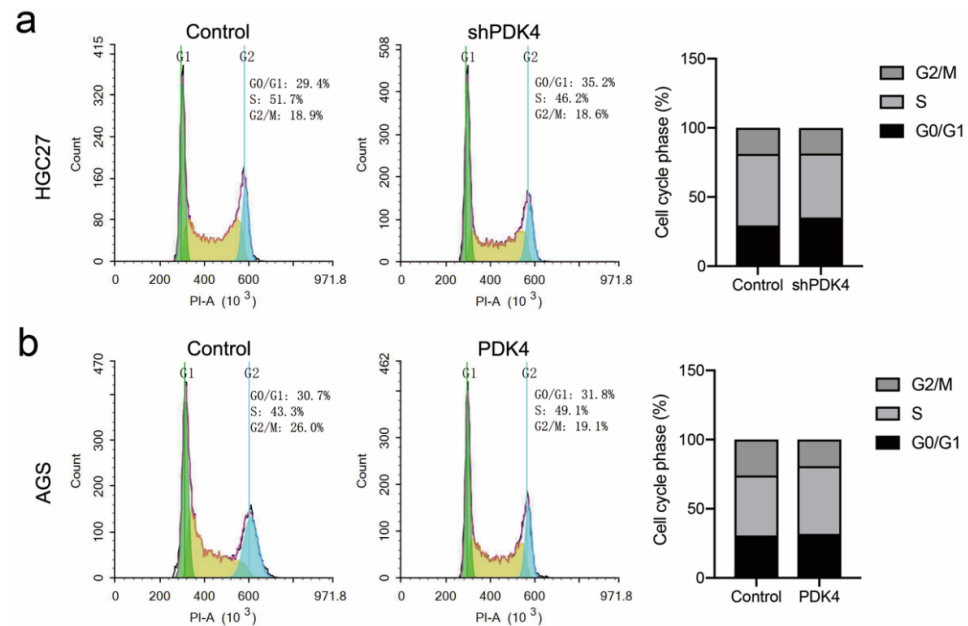 a
Control
HGC27
Count
415
320
240
160
80
0
G1
G2
G0/G1: 29.4%
S: 51.7%
G2/M: 18.9%
0 200 400 600 971.8
PI-A (10 3)
shPDK4
Count
508
400
300
200
100
0
G1
G2
G0/G1: 35.2%
S: 46.2%
G2/M: 18.6%
0 200 400 600 971.8
PI-A (10 3)
Cell cycle phase (%)
150
100
50
0
Control shPDK4
G2/M
S
G0/G1
b
Control
AGS
Count
470
300
200
100
0
G1
G2
G0/G1: 30.7%
S: 43.3%
G2/M: 26.0%
0 200 400 600 971.8
PI-A (10 3)
PDK4
Count
462
300
200
100
0
G1
G2
G0/G1: 31.8%
S: 49.1%
G2/M: 19.1%
0 200 400 600 971.8
PI-A (10 3)
Cell cycle phase (%)
150
100
50
0
Control PDK4
G2/M
S
G0/G1